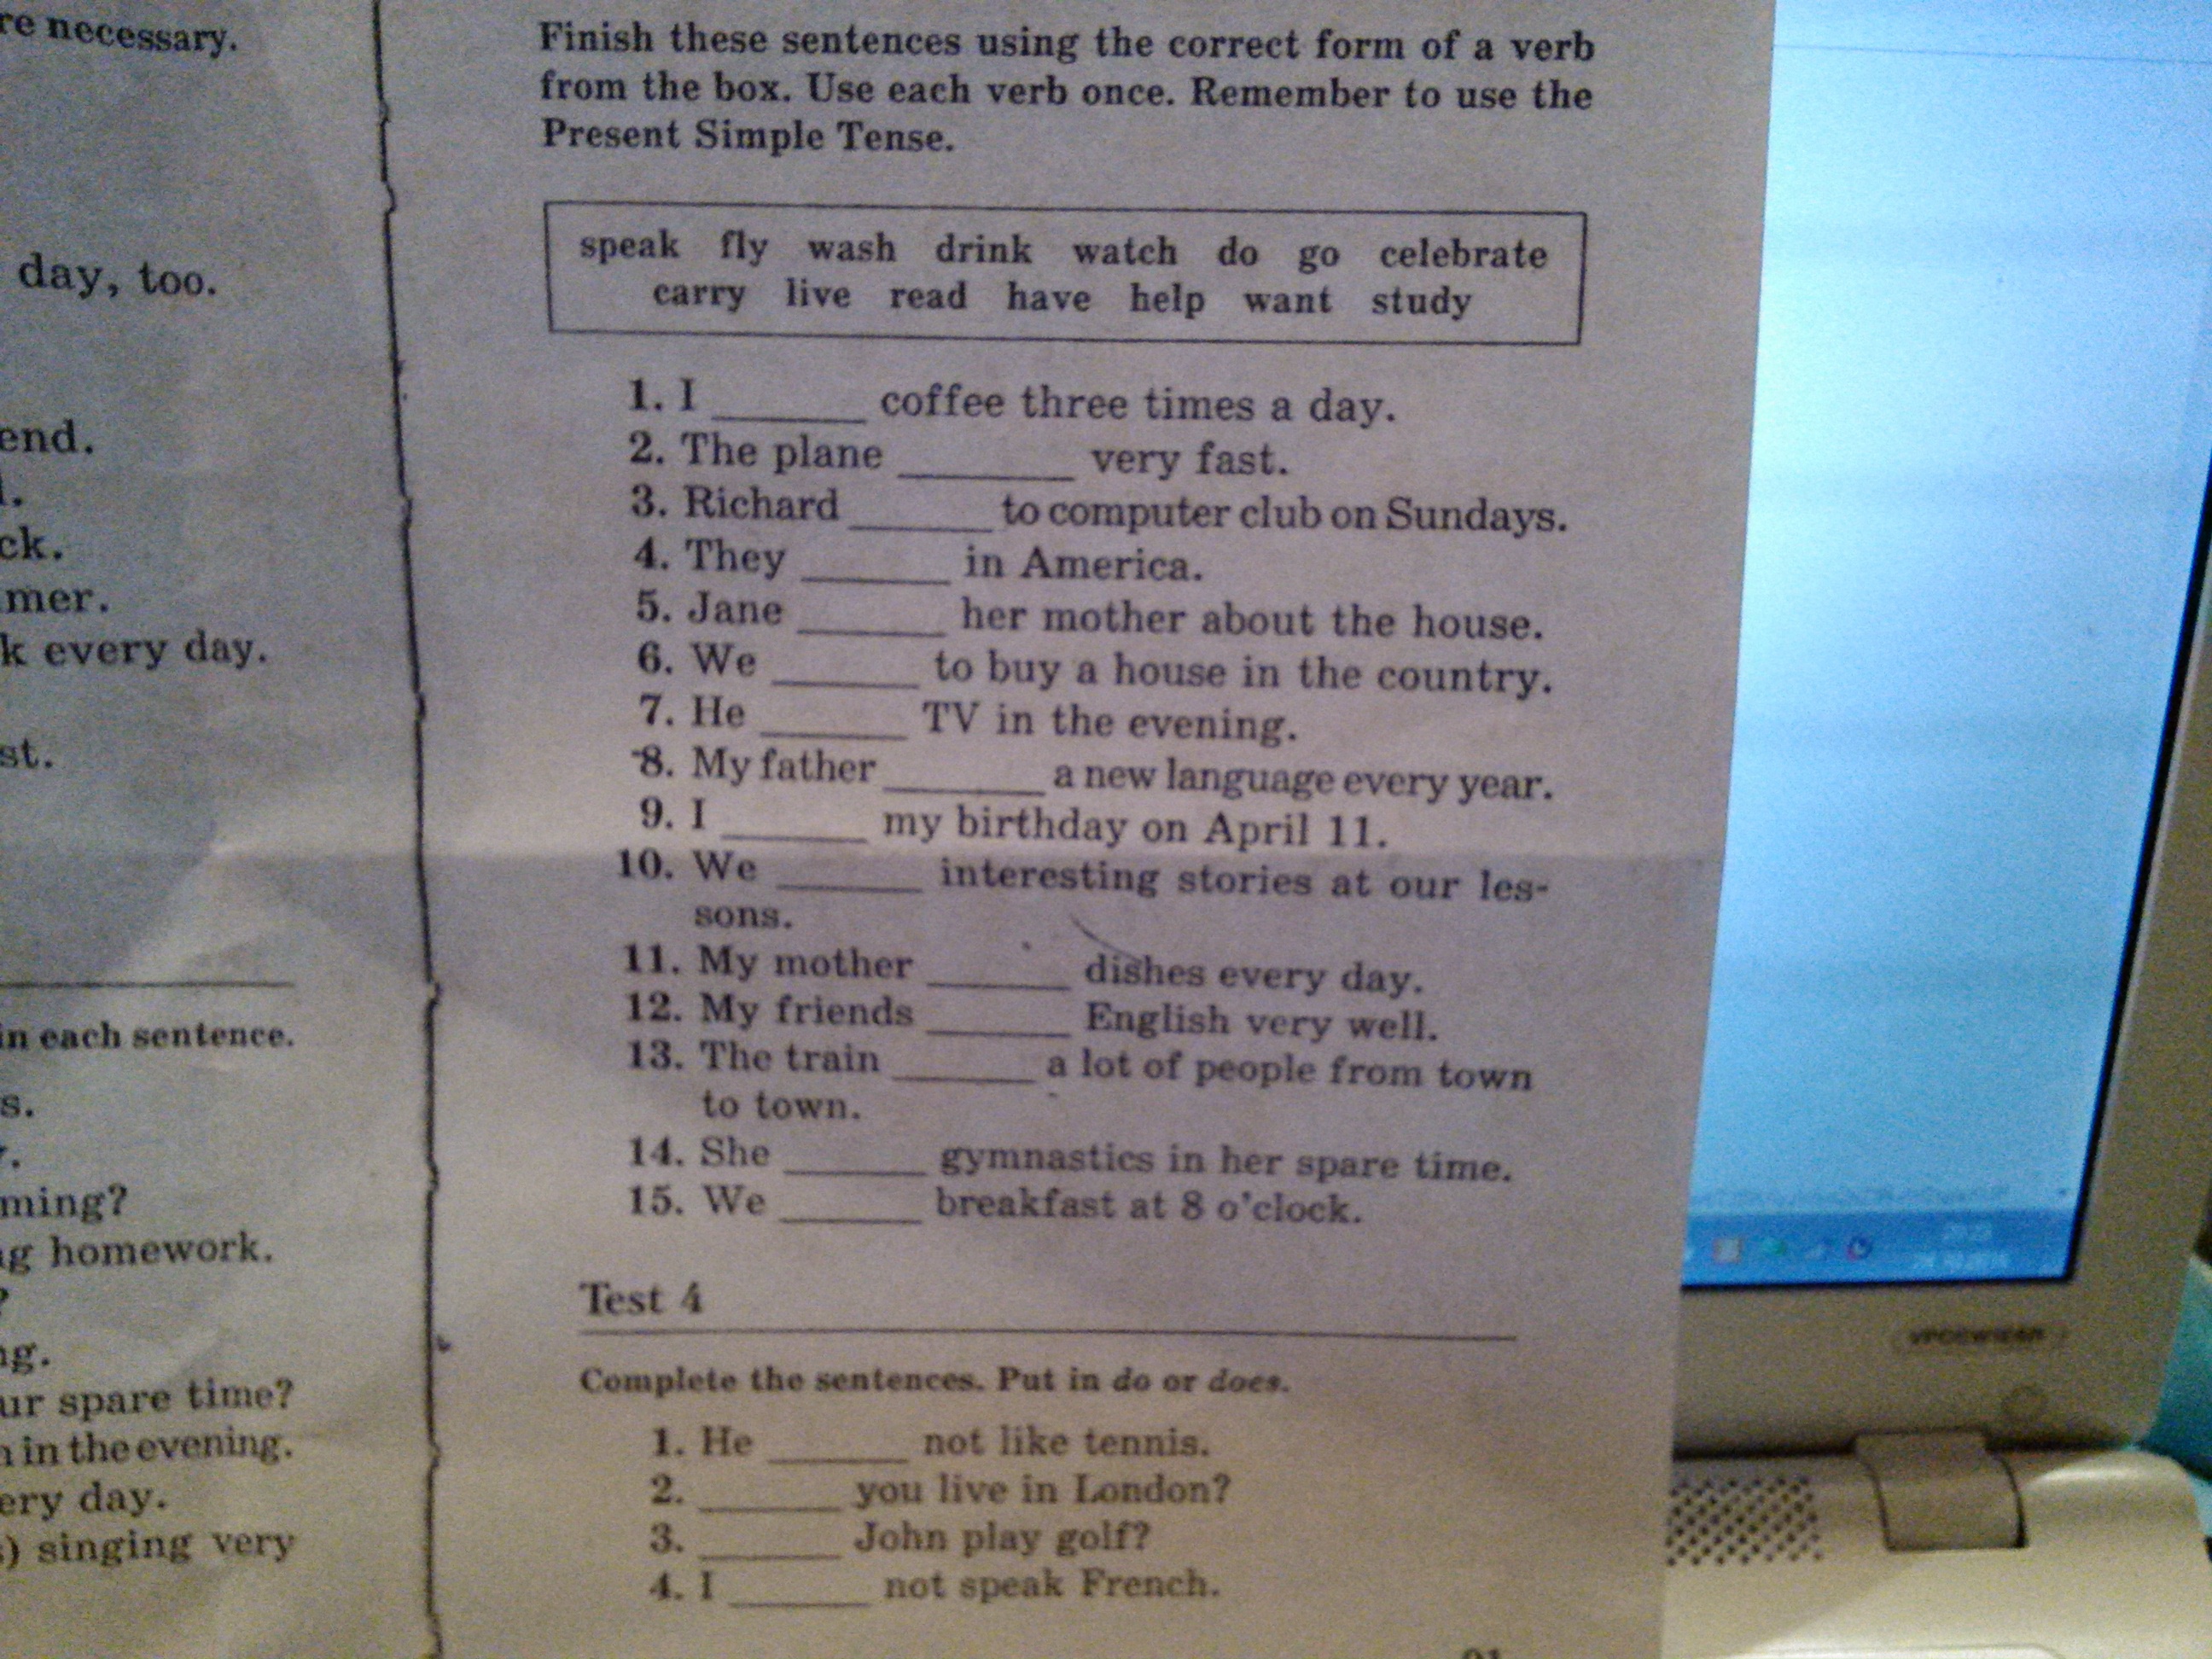 re necessary.
day, too.
end.
ck.
mer.
k every day.
st.
in each sentence.
s.
ming?
g homework.
?
ng.
ur spare time?
n in the evening.
ery day.
s) singing very
Finish these sentences using the correct form of a verb
from the box. Use each verb once. Remember to use the
Present Simple Tense.
speak fly wash drink watch do go celebrate
carry live read have help want study
1. I ______ coffee three times a day.
2. The plane ______ very fast.
3. Richard ______ to computer club on Sundays.
4. They ______ in America.
5. Jane ______ her mother about the house.
6. We ______ to buy a house in the country.
7. He ______ TV in the evening.
8. My father ______ a new language every year.
9. I ______ my birthday on April 11.
10. We ______ interesting stories at our les-
sons.
11. My mother ______ dishes every day.
12. My friends ______ English very well.
13. The train ______ a lot of people from town
to town.
14. She ______ gymnastics in her spare time.
15. We ______ breakfast at 8 o'clock.
Test 4
Complete the sentences. Put in do or does.
1. He ______ not like tennis.
2. ______ you live in London?
3. ______ John play golf?
4. I ______ not speak French.